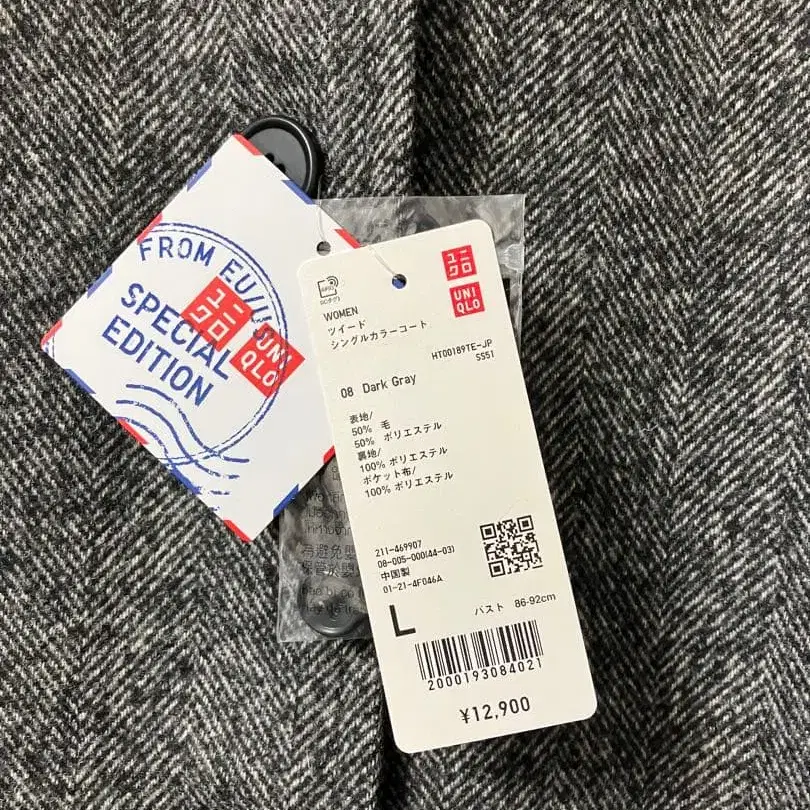 FROM EU/U
SPECIAL
EDITION
ユニ
クロ
UNI
QLO
ユニ
クロ
UNI
QLO
WOMEN
ツイード
シングルカラーコート
HT00189TE-JP
SS51
08 Dark Gray
表地/
50% 毛
50% ポリエステル
裏地/
100% ポリエステル
ポケット布/
100% ポリエステル
211-469907
08-005-000(44-03)
中国製
01-21-4F046A
L
バスト 86-92cm
2000193084021
¥12,900
為避免